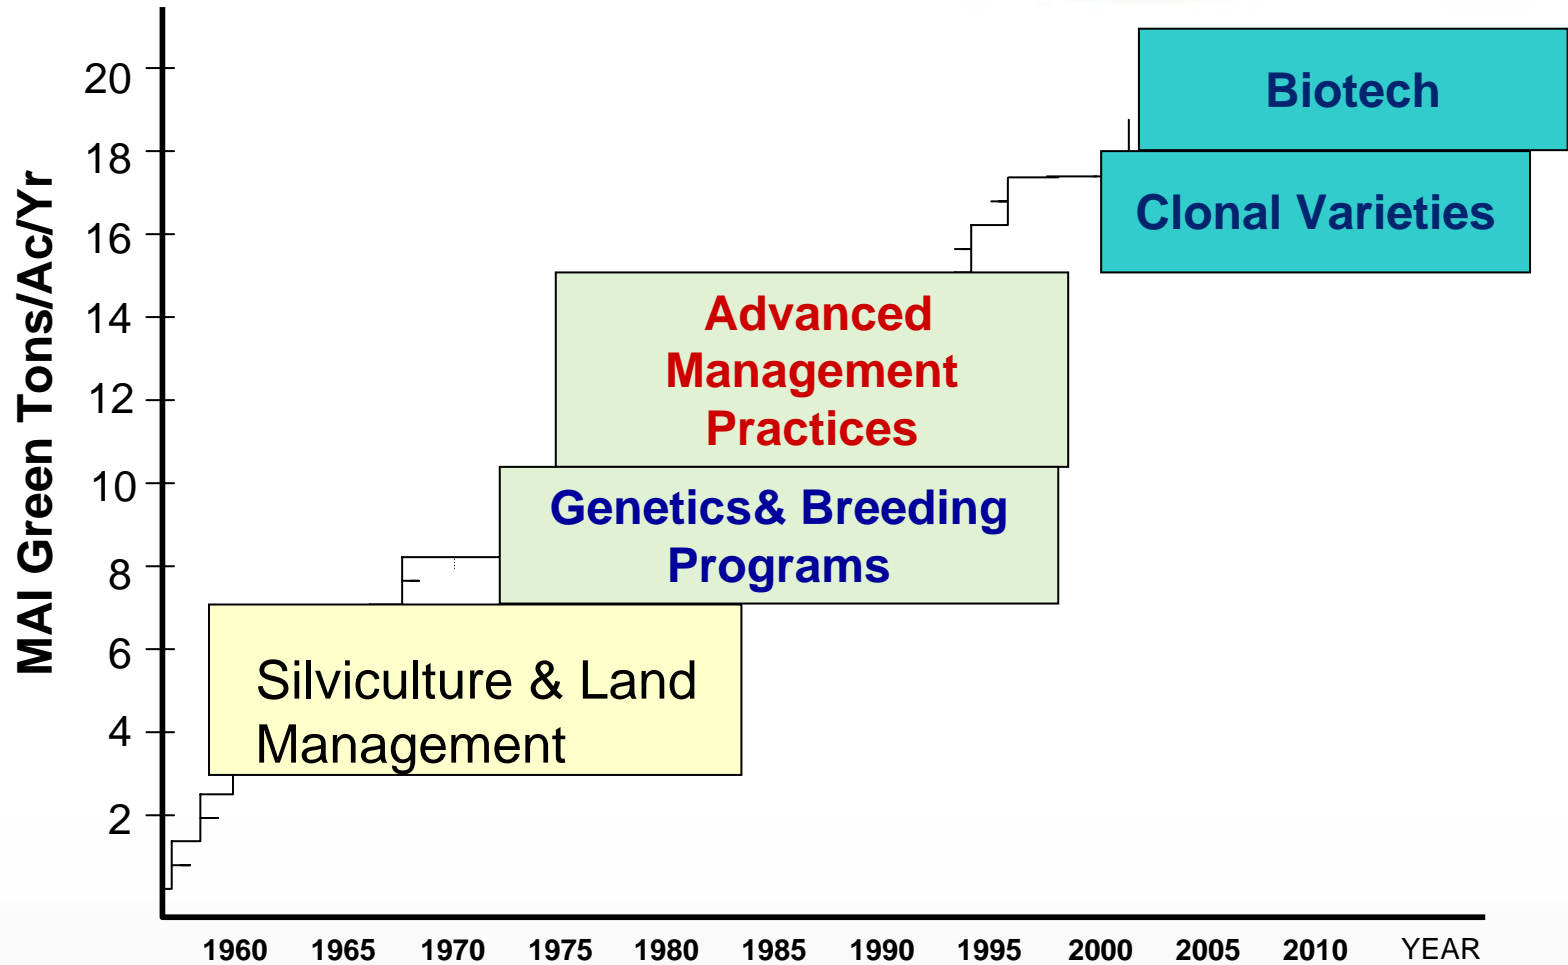 MAI Green Tons/Ac/Yr
20
18
16
14
12
10
8
6
4
2
Biotech
Clonal Varieties
Advanced
Management
Practices
Genetics& Breeding
Programs
Silviculture & Land
Management
1960 1965 1970 1975 1980 1985 1990 1995 2000 2005 2010 YEAR